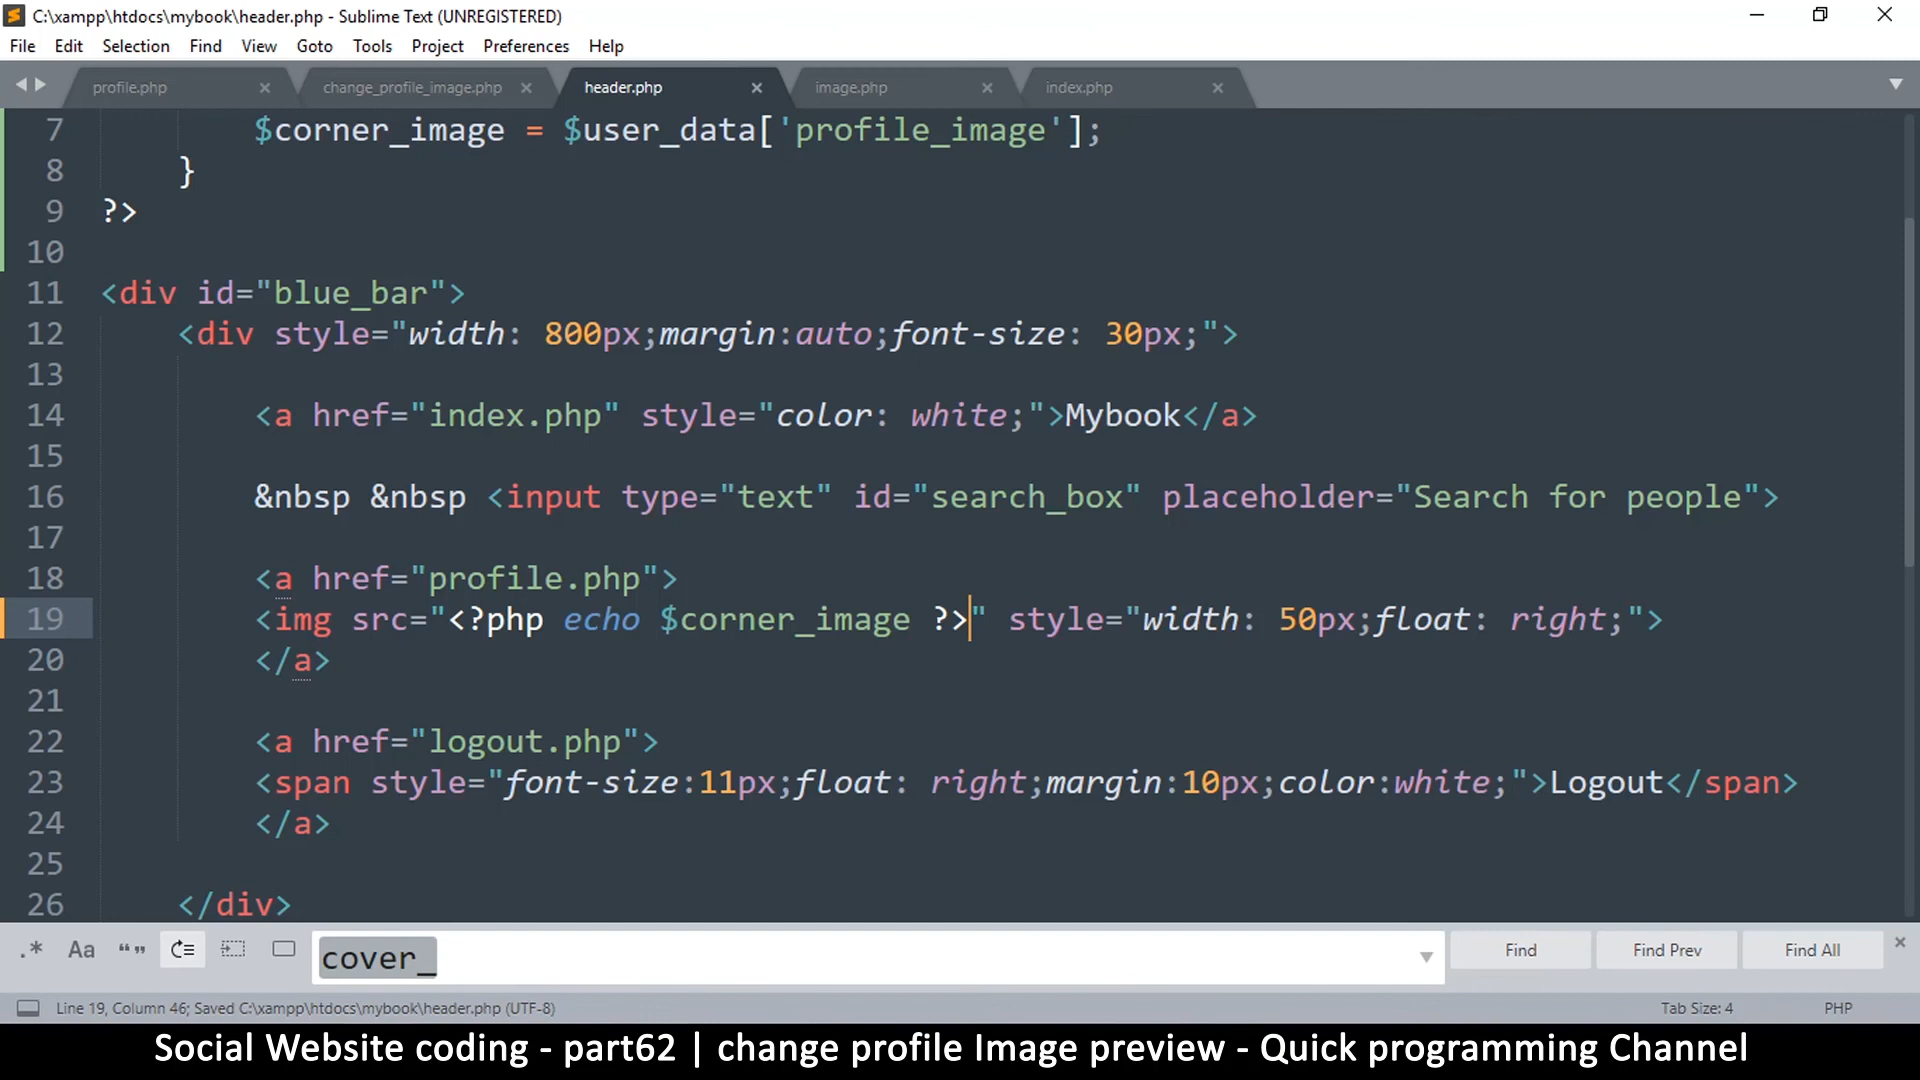 C:\xampp\htdocs\mybook\header.php - Sublime Text (UNREGISTERED)
File Edit Selection Find View Goto Tools Project Preferences Help
profile.php change_profile_image.php header.php image.php index.php
7 $corner_image = $user_data['profile_image'];
8 }
9 ?>
10
11 <div id="blue_bar">
12 <div style="width: 800px;margin:auto;font-size: 30px;">
13
14 <a href="index.php" style="color: white;">Mybook</a>
15
16 &nbsp &nbsp <input type="text" id="search_box" placeholder="Search for people">
17
18 <a href="profile.php">
19 <img src="<?php echo $corner_image ?>" style="width: 50px;float: right;">
20 </a>
21
22 <a href="logout.php">
23 <span style="font-size:11px;float: right;margin:10px;color:white;">Logout</span>
24 </a>
25
26 </div>
.* Aa “” cover_ Find Find Prev Find All
Line 19, Column 46; Saved C:\xampp\htdocs\mybook\header.php (UTF-8) Tab Size: 4 PHP
Social Website coding - part62 | change profile Image preview - Quick programming Channel